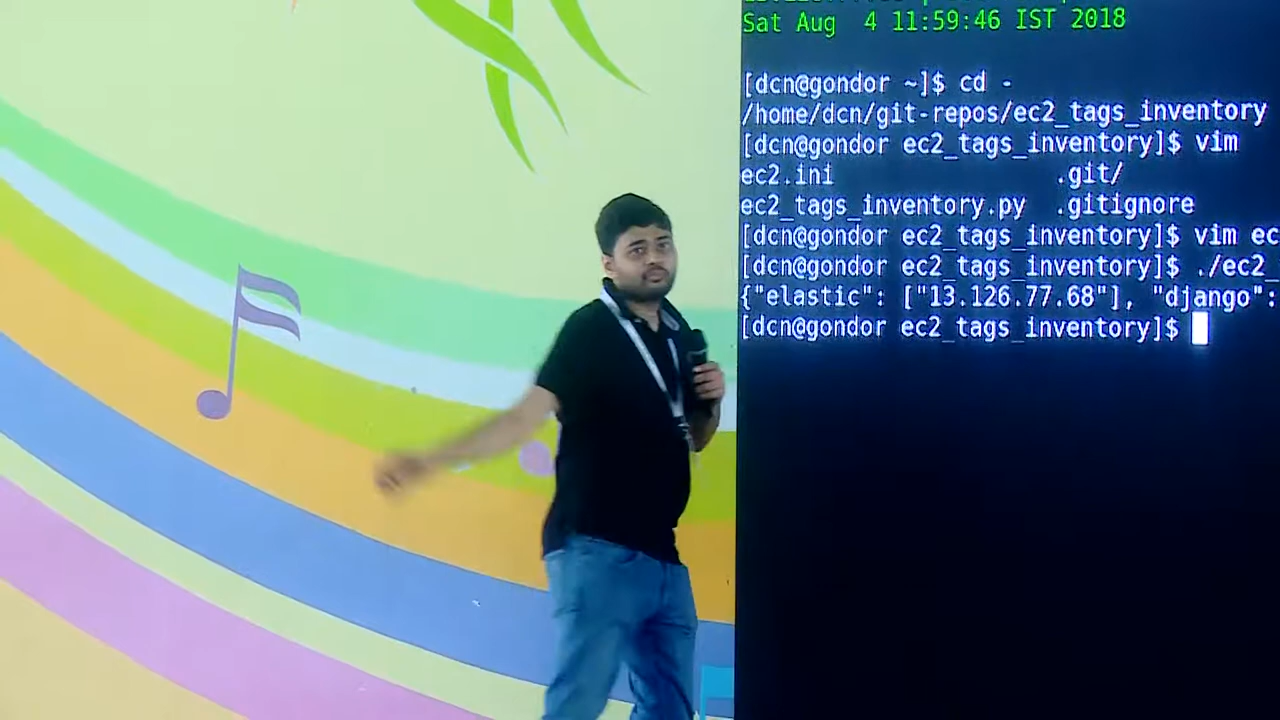 Sat Aug  4 11:59:46 IST 2018
[dcn@gondor ~]$ cd -
/home/dcn/git-repos/ec2_tags_inventory
[dcn@gondor ec2_tags_inventory]$ vim
ec2.ini .git/
ec2_tags_inventory.py .gitignore
[dcn@gondor ec2_tags_inventory]$ vim ec
[dcn@gondor ec2_tags_inventory]$ ./ec2_
{"elastic": ["13.126.77.68"], "django":
[dcn@gondor ec2_tags_inventory]$